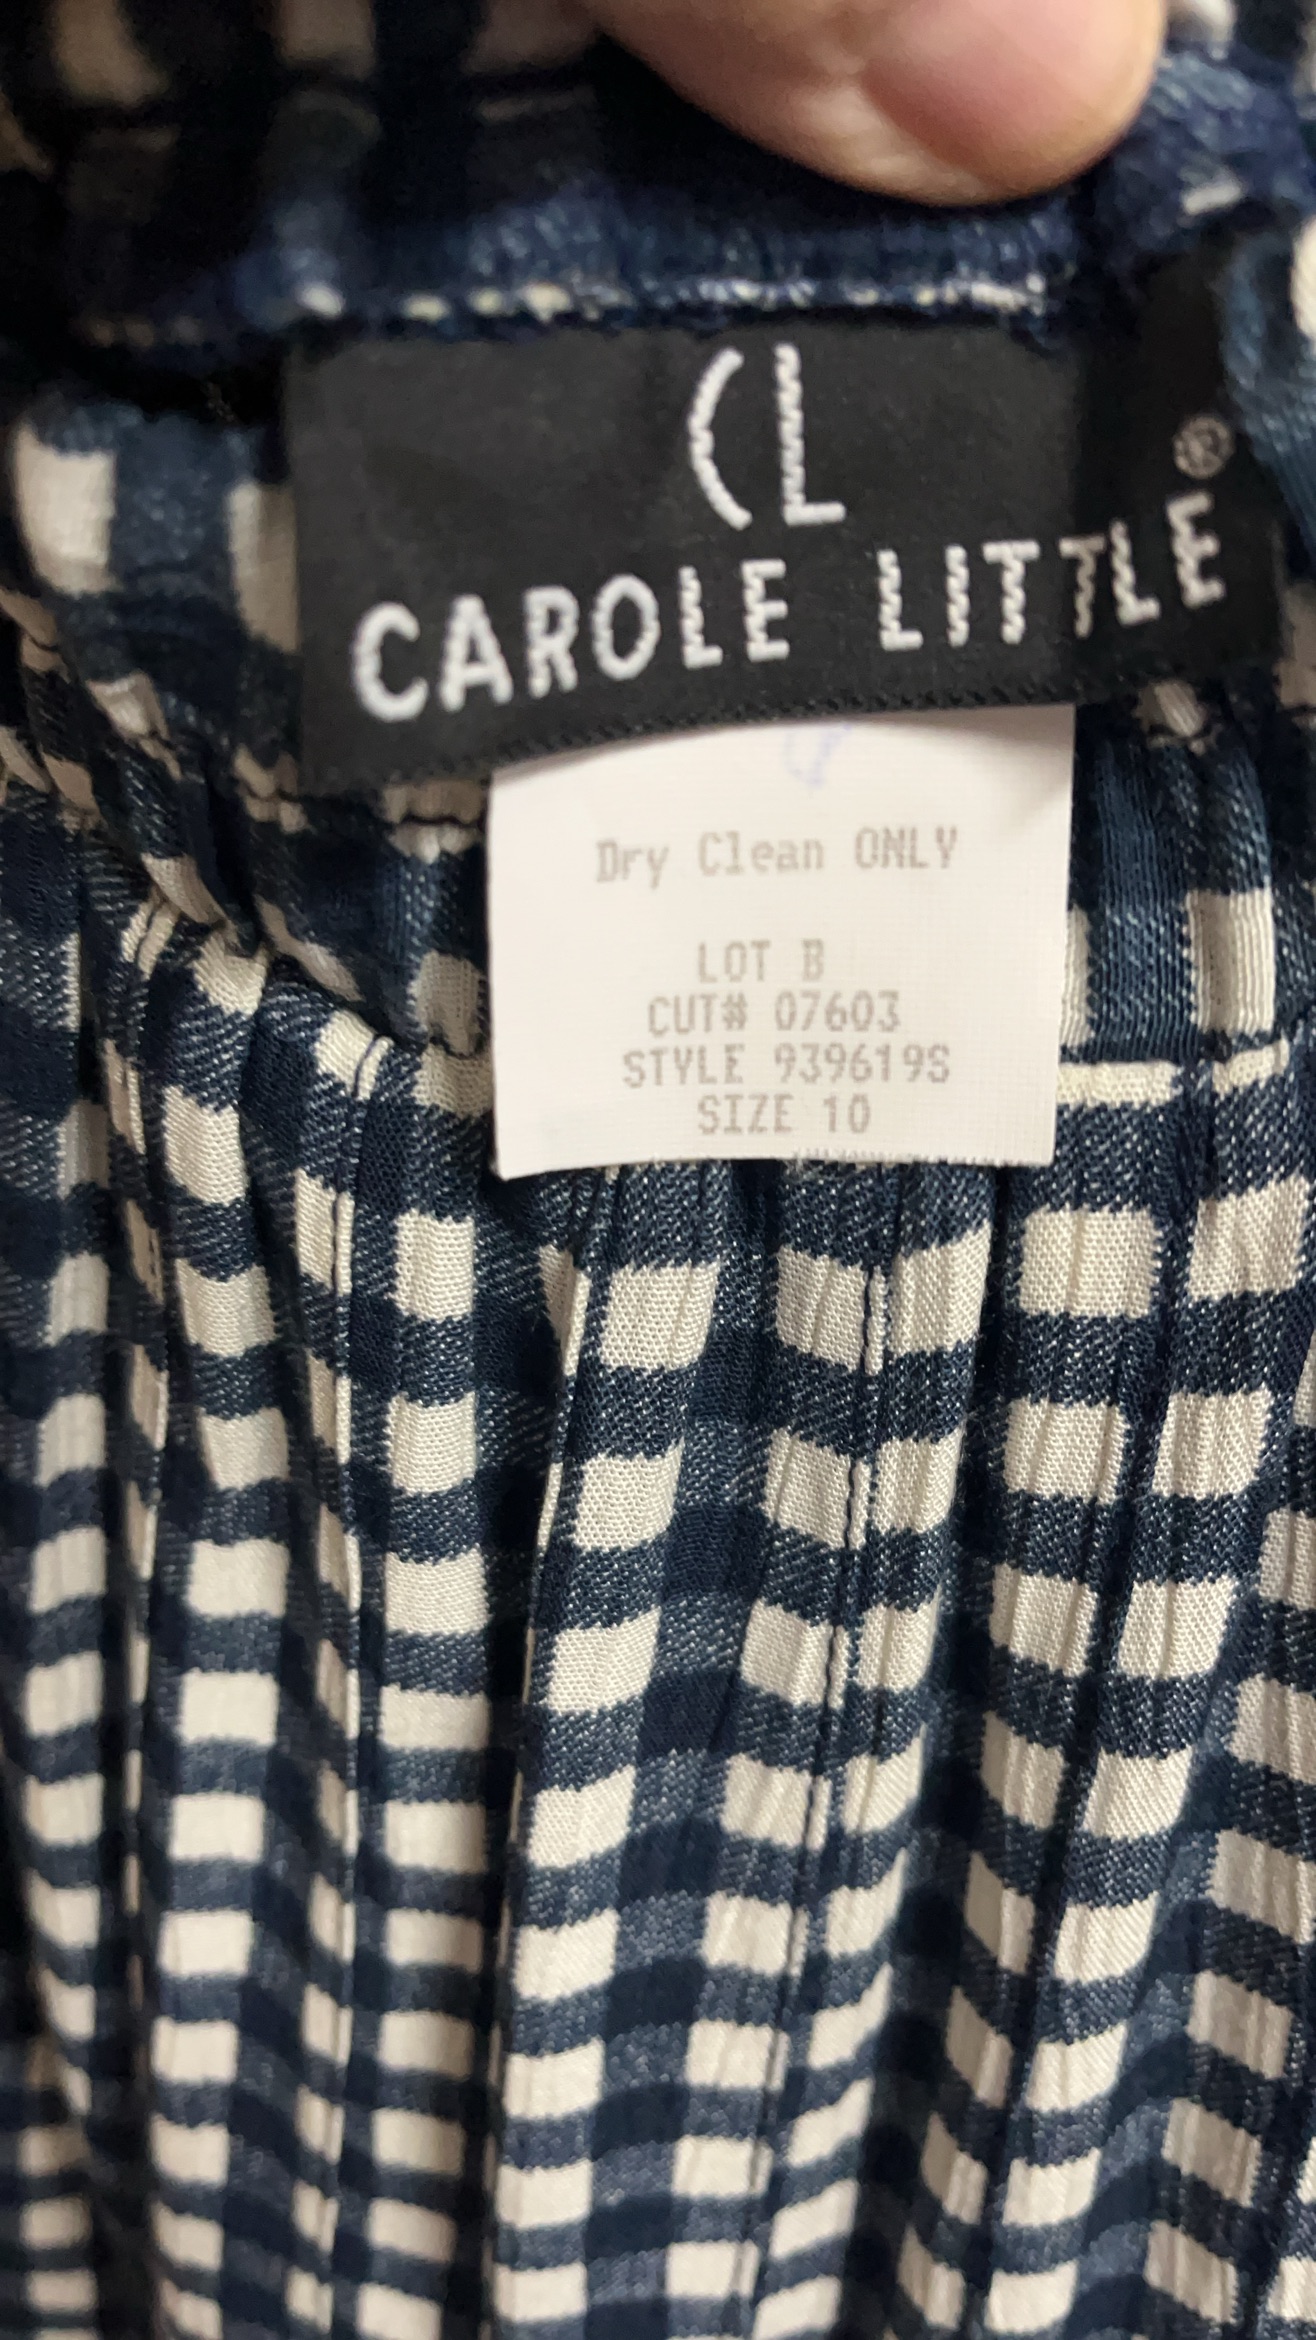 CL
CAROLE LITTLE®
Dry Clean ONLY
LOT B
CUT# 07603
STYLE 939619S
SIZE 10